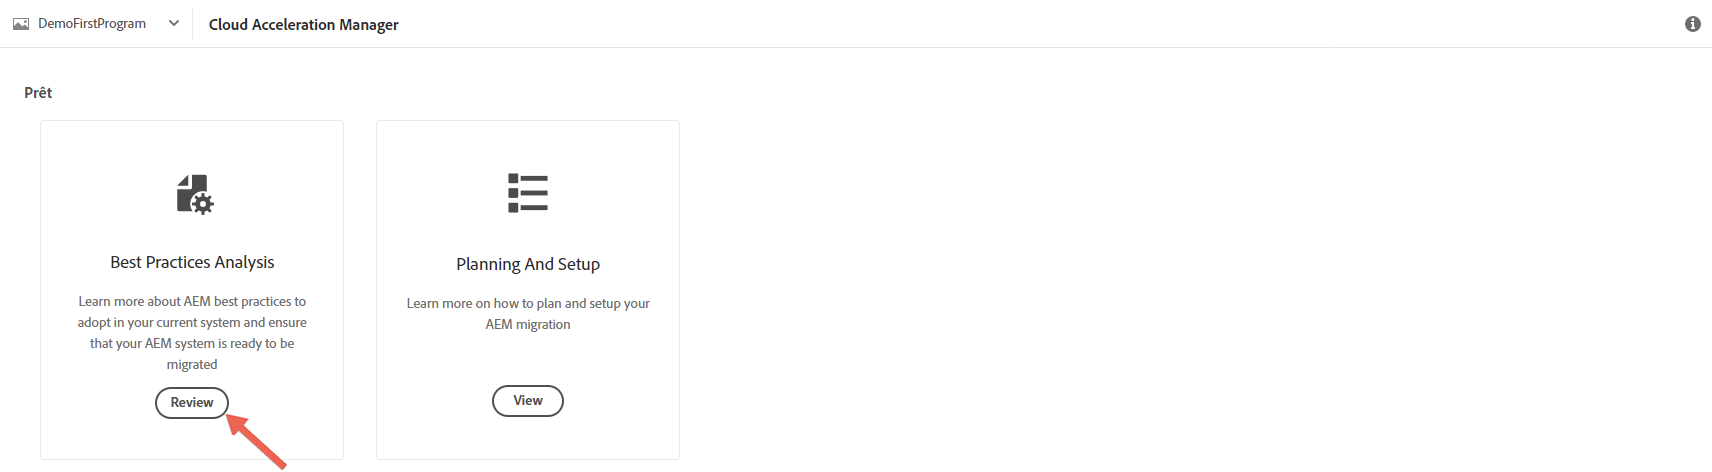 DemoFirstProgram
Cloud Acceleration Manager
Prêt
Best Practices Analysis
Learn more about AEM best practices to
adopt in your current system and ensure
that your AEM system is ready to be
migrated
Review
Planning And Setup
Learn more on how to plan and setup your
AEM migration
View